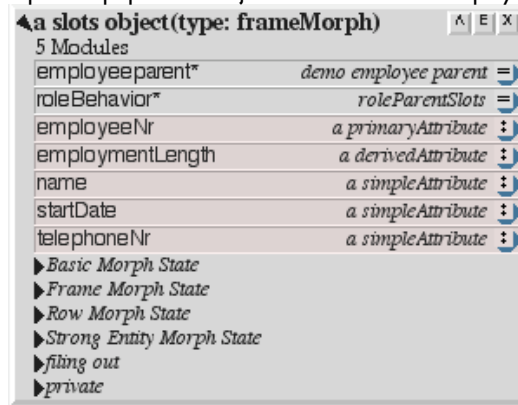 a slots object(type: frameMorph) ʌ E X
5 Modules
employeeparent* demo employee parent =
roleBehavior* roleParentSlots =
employeeNr a primaryAttribute :
employmentLength a derivedAttribute :
name a simpleAttribute :
startDate a simpleAttribute :
telephoneNr a simpleAttribute :
Basic Morph State
Frame Morph State
Row Morph State
Strong Entity Morph State
filing out
private